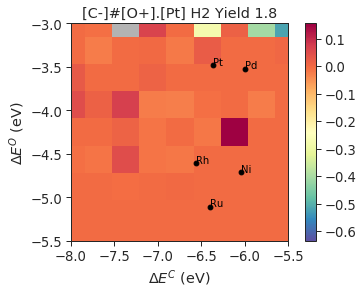 [C-]#[O+].[Pt] H2 Yield 1.8
−3.0
−3.5
−4.0
−4.5
−5.0
−5.5
ΔE^O (eV)
Pt
Pd
Rh
Ni
Ru
−8.0 −7.5 −7.0 −6.5 −6.0 −5.5
ΔE^C (eV)
0.1
0.0
−0.1
−0.2
−0.3
−0.4
−0.5
−0.6